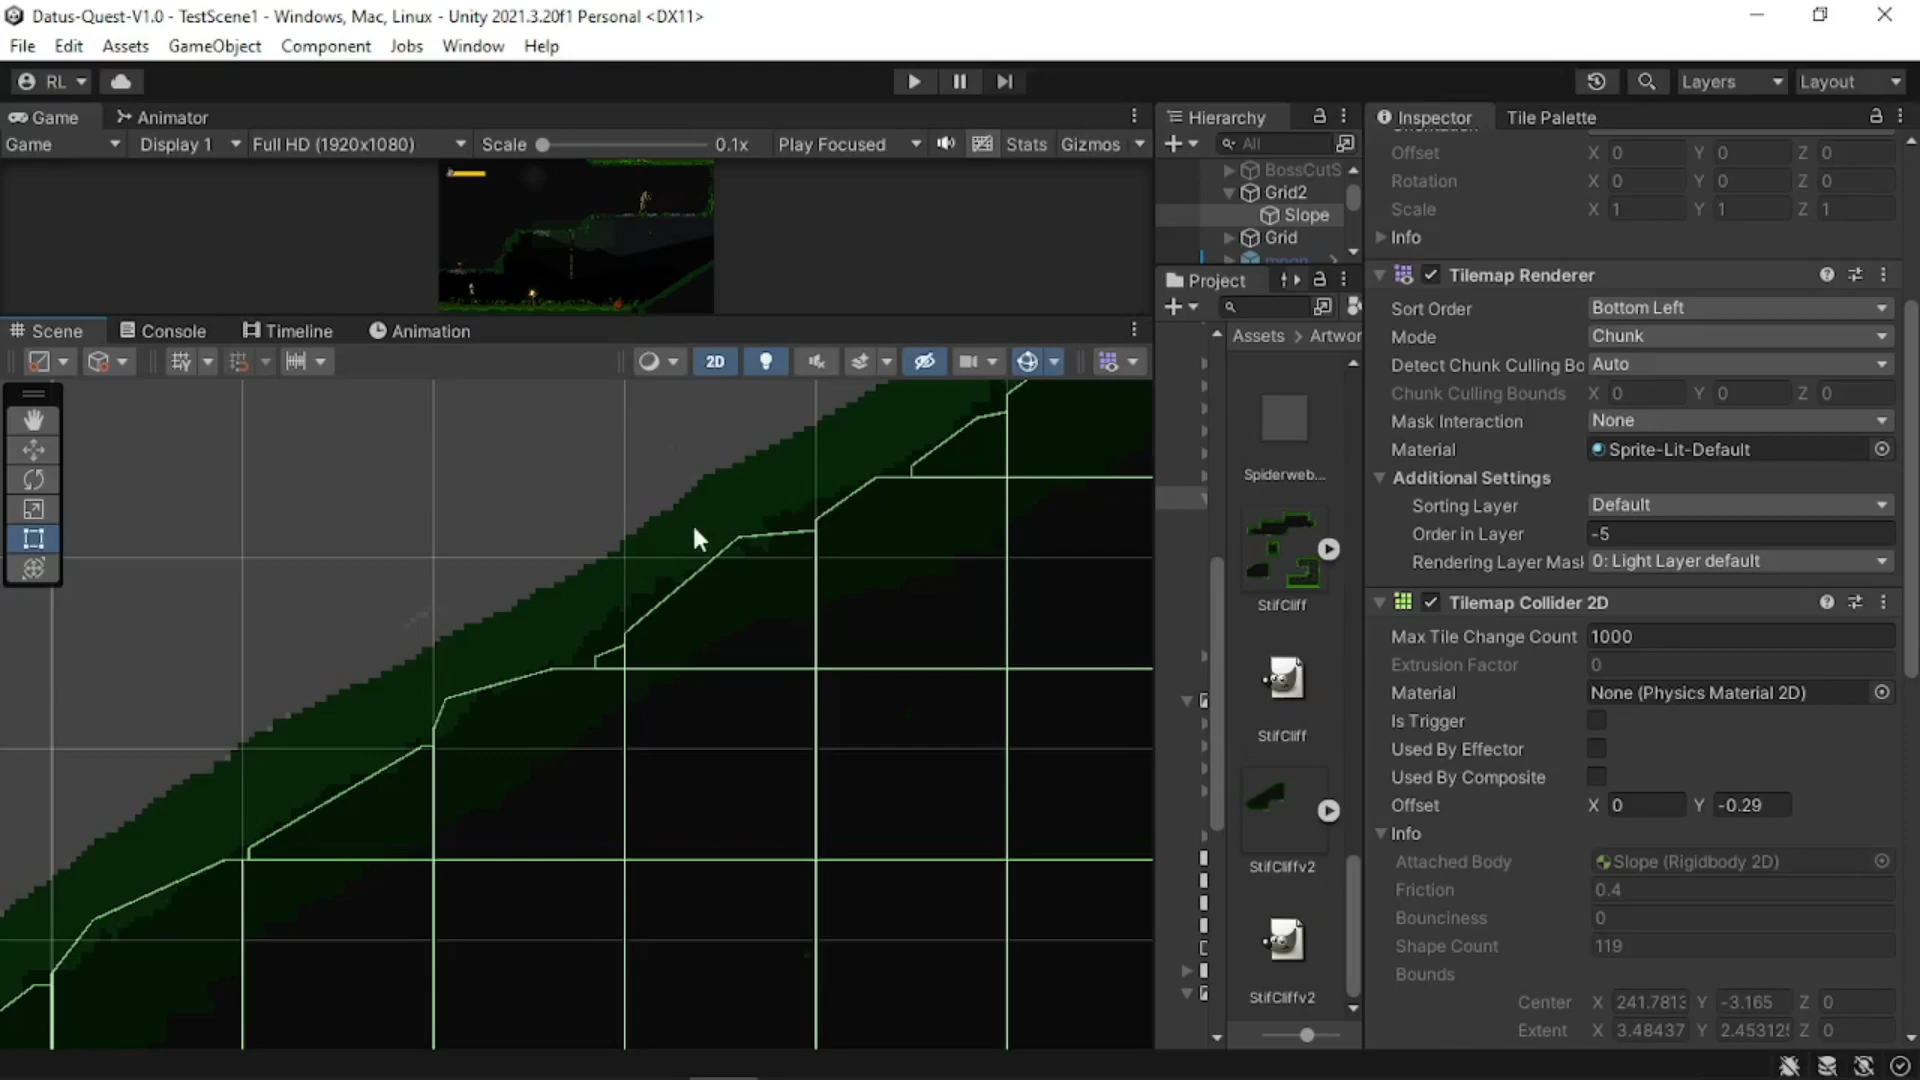 Datus-Quest-V1.0 - TestScene1 - Windows, Mac, Linux - Unity 2021.3.20f1 Personal <DX11>
File Edit Assets GameObject Component Jobs Window Help
RL Layers Layout
Game Animator
Game Display 1 Full HD (1920x1080) Scale 0.1x Play Focused Stats Gizmos
Scene Console Timeline Animation
2D
Hierarchy
All
BossCutS
Grid2
Slope
Grid
moon
Project
Assets > Artwor
Spiderweb...
StifCliff
StifCliff
StifCliffv2
StifCliffv2
Inspector Tile Palette
Orientation
Offset X 0 Y 0 Z 0
Rotation X 0 Y 0 Z 0
Scale X 1 Y 1 Z 1
Info
Tilemap Renderer
Sort Order Bottom Left
Mode Chunk
Detect Chunk Culling Bo Auto
Chunk Culling Bounds X 0 Y 0 Z 0
Mask Interaction None
Material Sprite-Lit-Default
Additional Settings
Sorting Layer Default
Order in Layer -5
Rendering Layer Mask 0: Light Layer default
Tilemap Collider 2D
Max Tile Change Count 1000
Extrusion Factor 0
Material None (Physics Material 2D)
Is Trigger
Used By Effector
Used By Composite
Offset X 0 Y -0.29
Info
Attached Body Slope (Rigidbody 2D)
Friction 0.4
Bounciness 0
Shape Count 119
Bounds
Center X 241.7813 Y -3.165 Z 0
Extent X 3.48437 Y 2.453125 Z 0